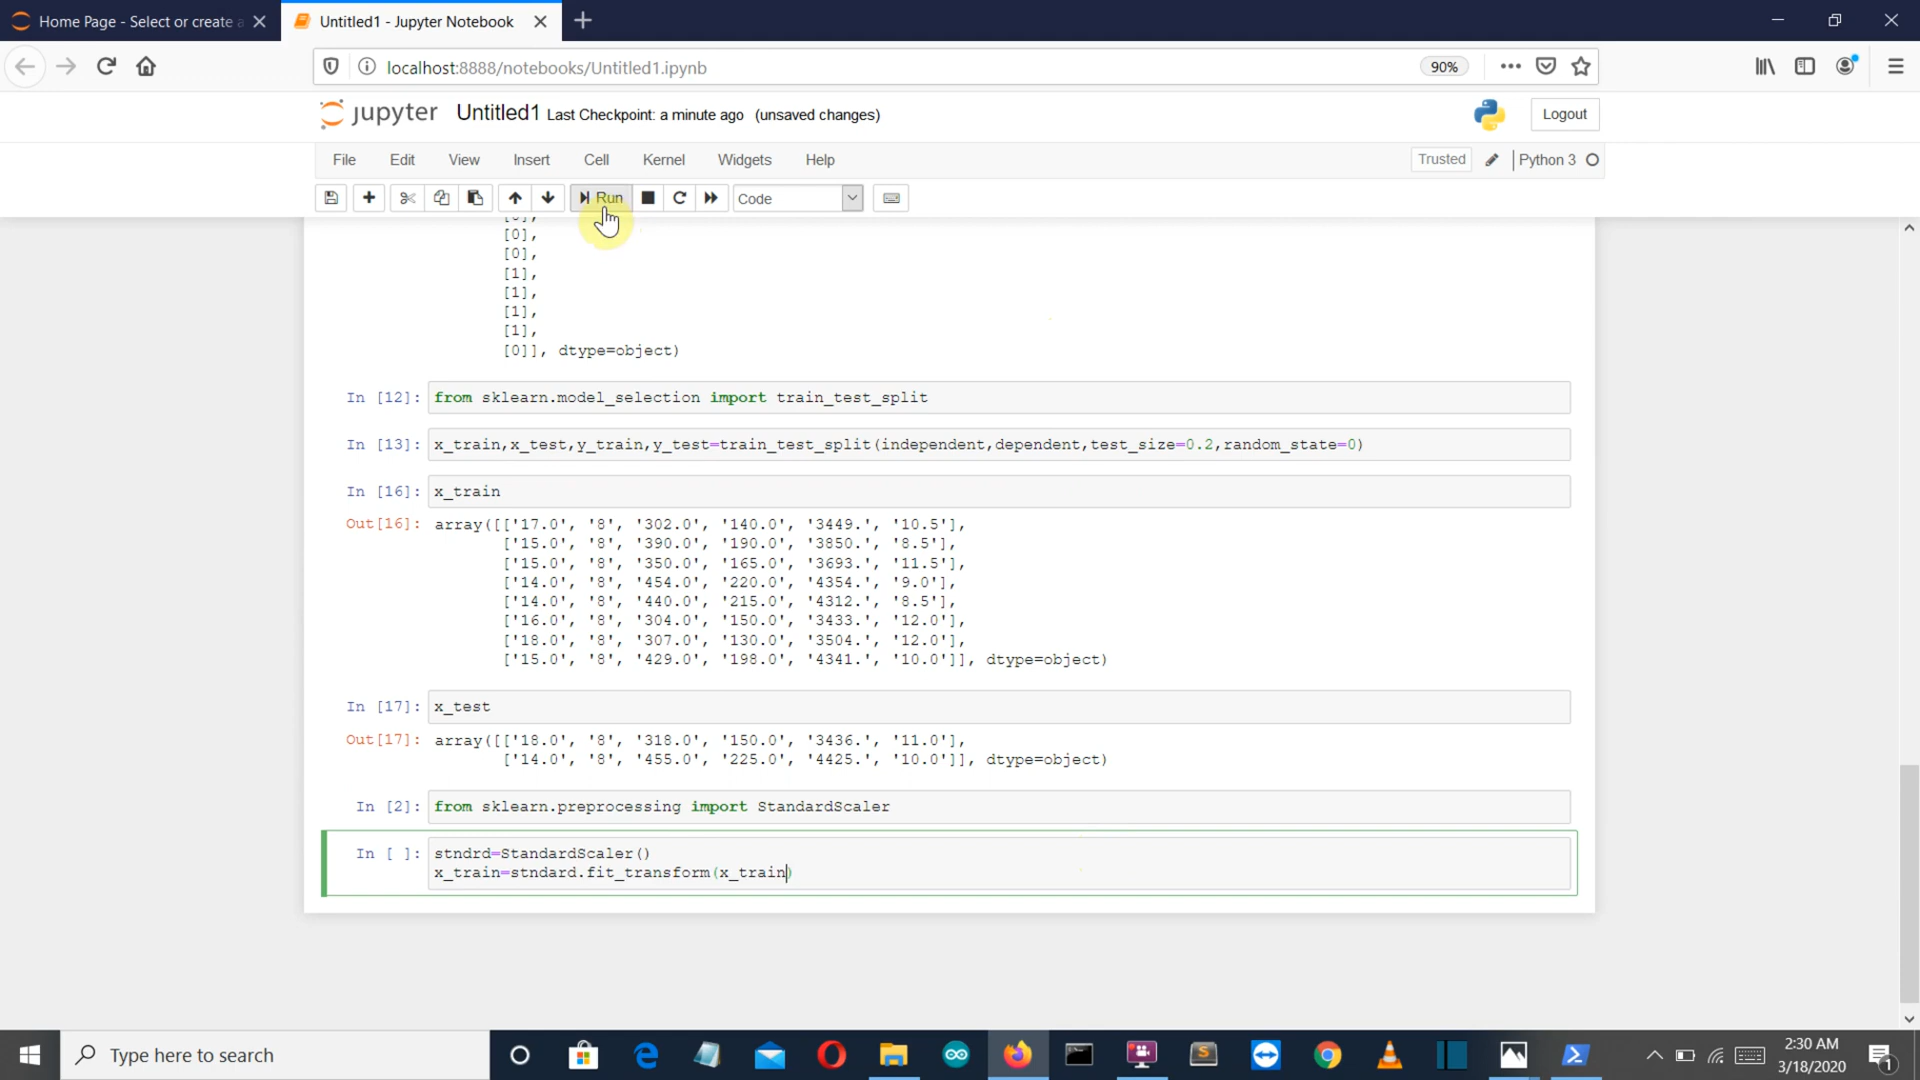 Home Page - Select or create a
Untitled1 - Jupyter Notebook
localhost:8888/notebooks/Untitled1.ipynb
90%
jupyter Untitled1 Last Checkpoint: a minute ago (unsaved changes)
Logout
File Edit View Insert Cell Kernel Widgets Help
Trusted
Python 3
Run
Code
[0],
[0],
[0],
[1],
[1],
[1],
[1],
[0]], dtype=object)
In [12]: from sklearn.model_selection import train_test_split
In [13]: x_train,x_test,y_train,y_test=train_test_split(independent,dependent,test_size=0.2,random_state=0)
In [16]: x_train
Out[16]: array([['17.0', '8', '302.0', '140.0', '3449.', '10.5'],
['15.0', '8', '390.0', '190.0', '3850.', '8.5'],
['15.0', '8', '350.0', '165.0', '3693.', '11.5'],
['14.0', '8', '454.0', '220.0', '4354.', '9.0'],
['14.0', '8', '440.0', '215.0', '4312.', '8.5'],
['16.0', '8', '304.0', '150.0', '3433.', '12.0'],
['18.0', '8', '307.0', '130.0', '3504.', '12.0'],
['15.0', '8', '429.0', '198.0', '4341.', '10.0']], dtype=object)
In [17]: x_test
Out[17]: array([['18.0', '8', '318.0', '150.0', '3436.', '11.0'],
['14.0', '8', '455.0', '225.0', '4425.', '10.0']], dtype=object)
In [2]: from sklearn.preprocessing import StandardScaler
In [ ]: stndrd=StandardScaler()
x_train=stndard.fit_transform(x_train)
Type here to search
2:30 AM
3/18/2020
1